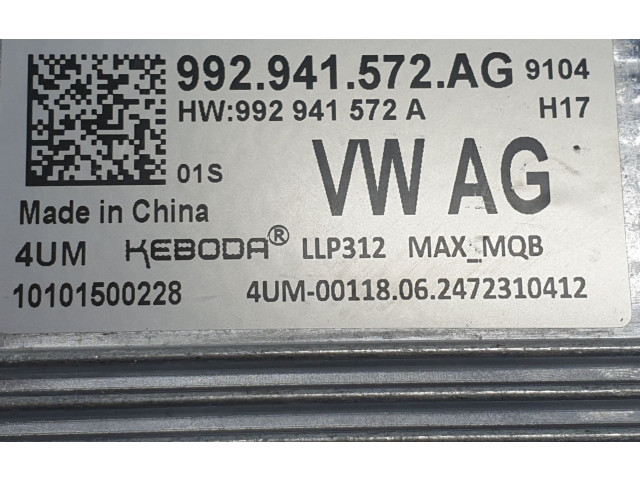 992.941.572.AG 9104
HW:992 941 572 A H17
01S VW AG
Made in China
4UM KEBODA® LLP312 MAX_MQB
10101500228 4UM-00118.06.2472310412